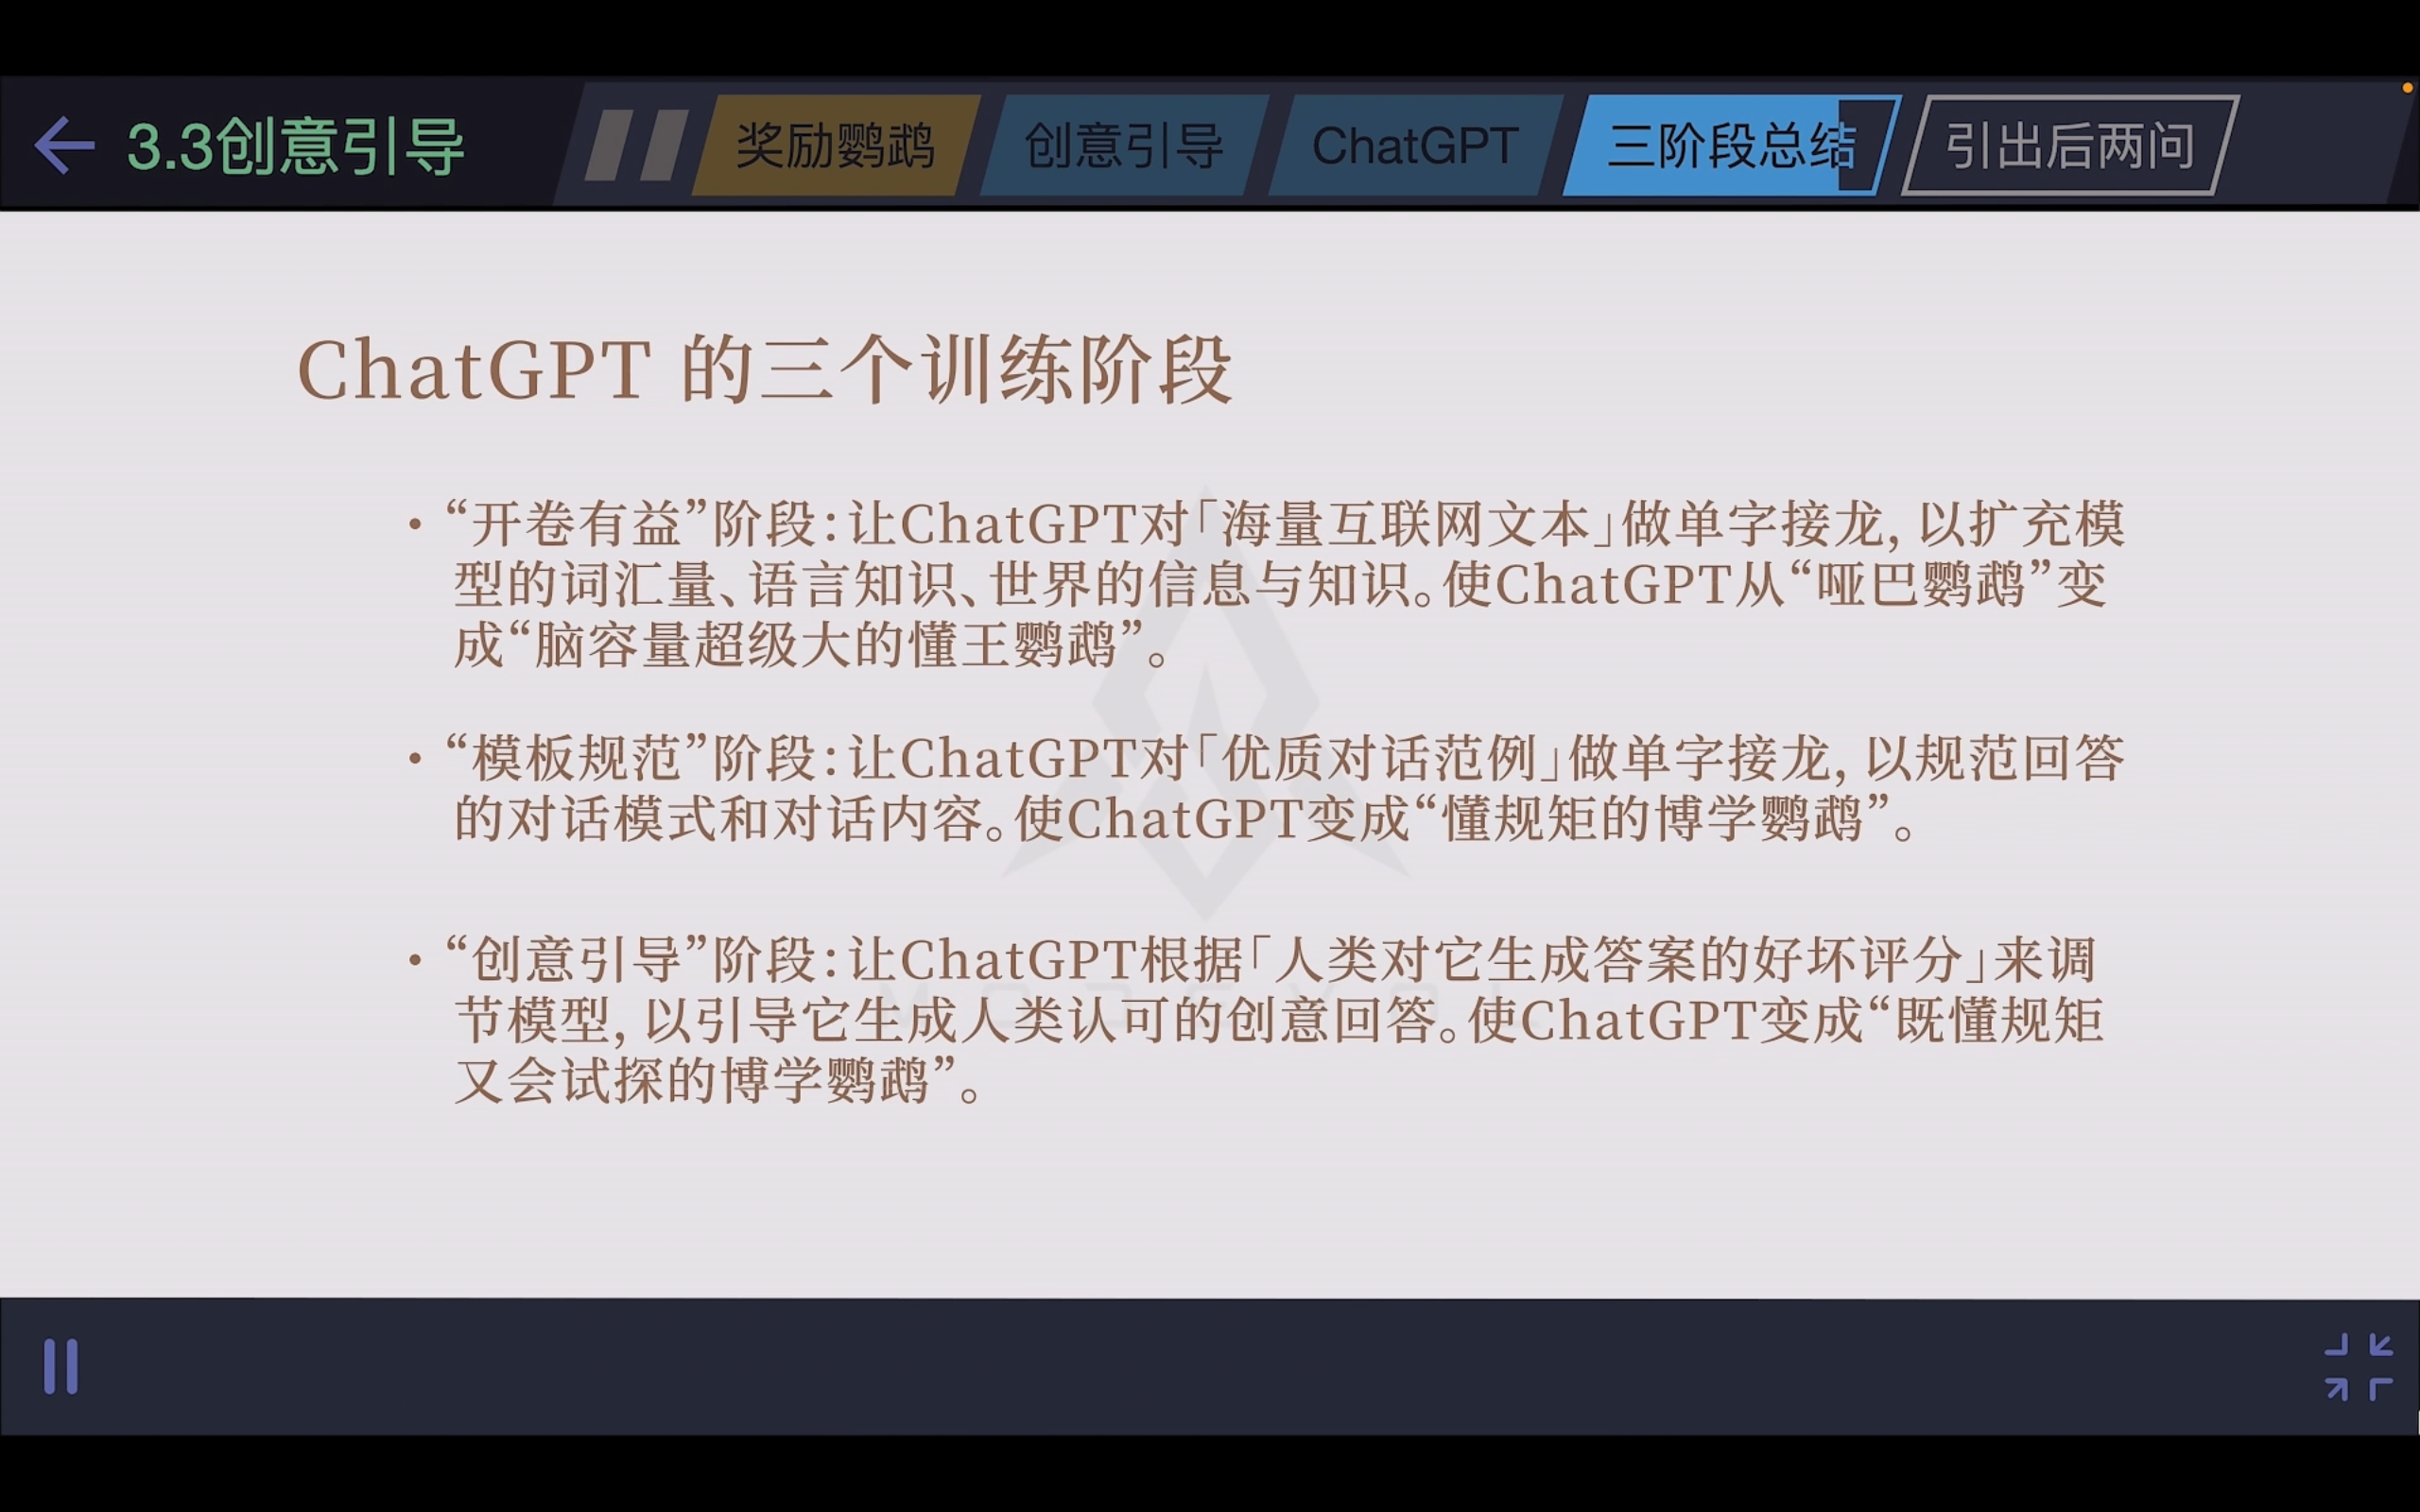 3.3创意引导
奖励鹦鹉
创意引导
ChatGPT
三阶段总结
引出后两问
ChatGPT 的三个训练阶段
•“开卷有益”阶段：让ChatGPT对「海量互联网文本」做单字接龙，以扩充模
型的词汇量、语言知识、世界的信息与知识。使ChatGPT从“哑巴鹦鹉”变
成“脑容量超级大的懂王鹦鹉”。
•“模板规范”阶段：让ChatGPT对「优质对话范例」做单字接龙，以规范回答
的对话模式和对话内容。使ChatGPT变成“懂规矩的博学鹦鹉”。
•“创意引导”阶段：让ChatGPT根据「人类对它生成答案的好坏评分」来调
节模型，以引导它生成人类认可的创意回答。使ChatGPT变成“既懂规矩
又会试探的博学鹦鹉”。